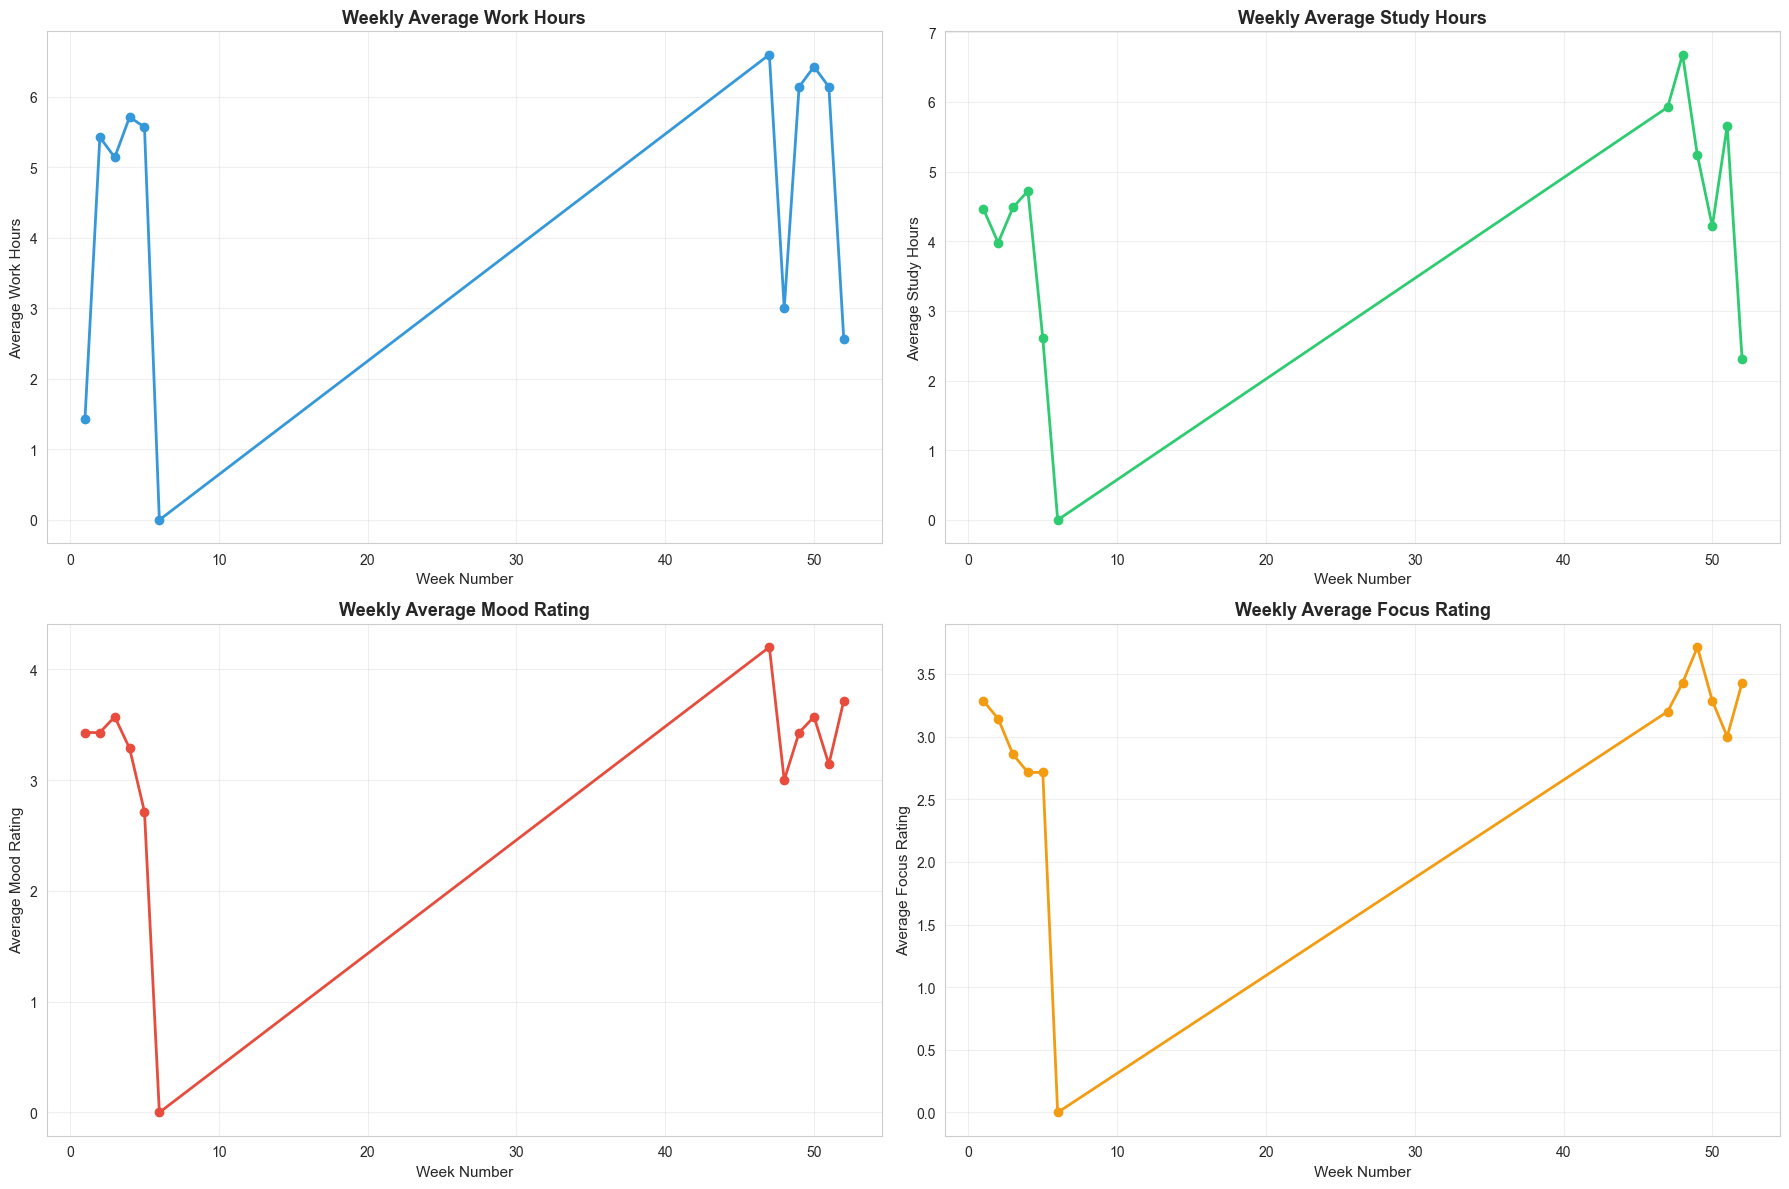 Weekly Average Work Hours
Average Work Hours
6
5
4
3
2
1
0
0 10 20 30 40 50
Week Number
Weekly Average Study Hours
Average Study Hours
7
6
5
4
3
2
1
0
0 10 20 30 40 50
Week Number
Weekly Average Mood Rating
Average Mood Rating
4
3
2
1
0
0 10 20 30 40 50
Week Number
Weekly Average Focus Rating
Average Focus Rating
3.5
3.0
2.5
2.0
1.5
1.0
0.5
0.0
0 10 20 30 40 50
Week Number